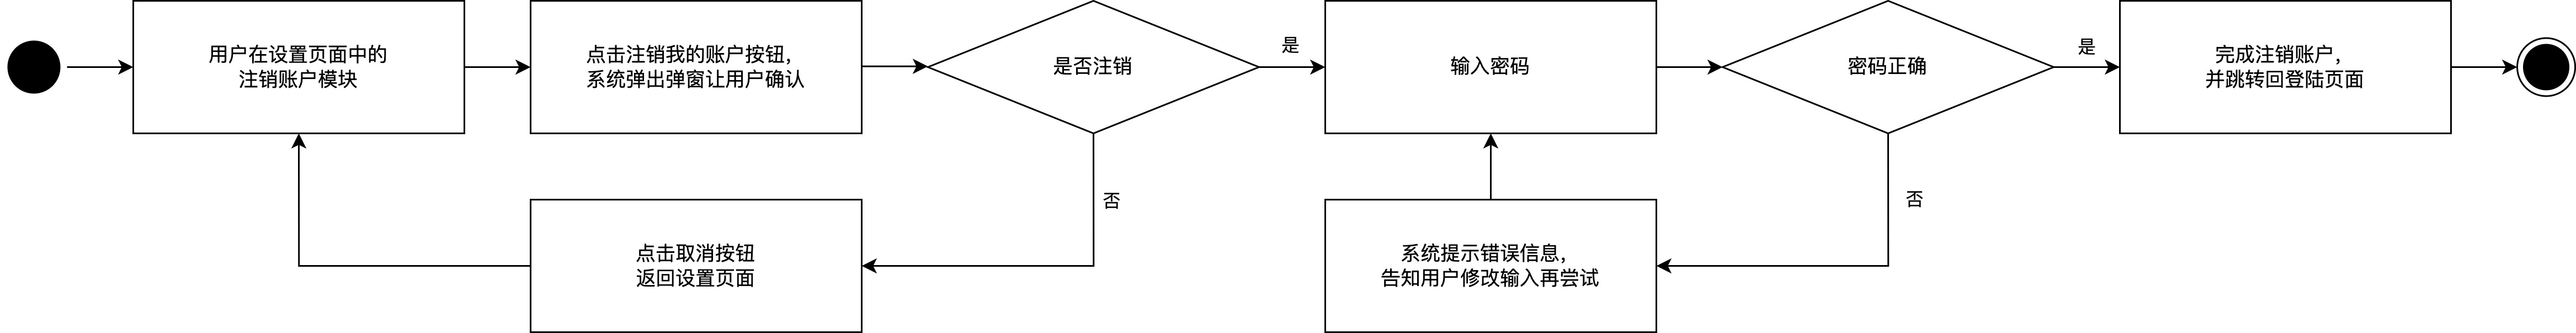 用户在设置页面中的
注销账户模块
点击注销我的账户按钮，
系统弹出弹窗让用户确认
是否注销
是
输入密码
密码正确
是
完成注销账户，
并跳转回登陆页面
否
点击取消按钮
返回设置页面
否
系统提示错误信息，
告知用户修改输入再尝试